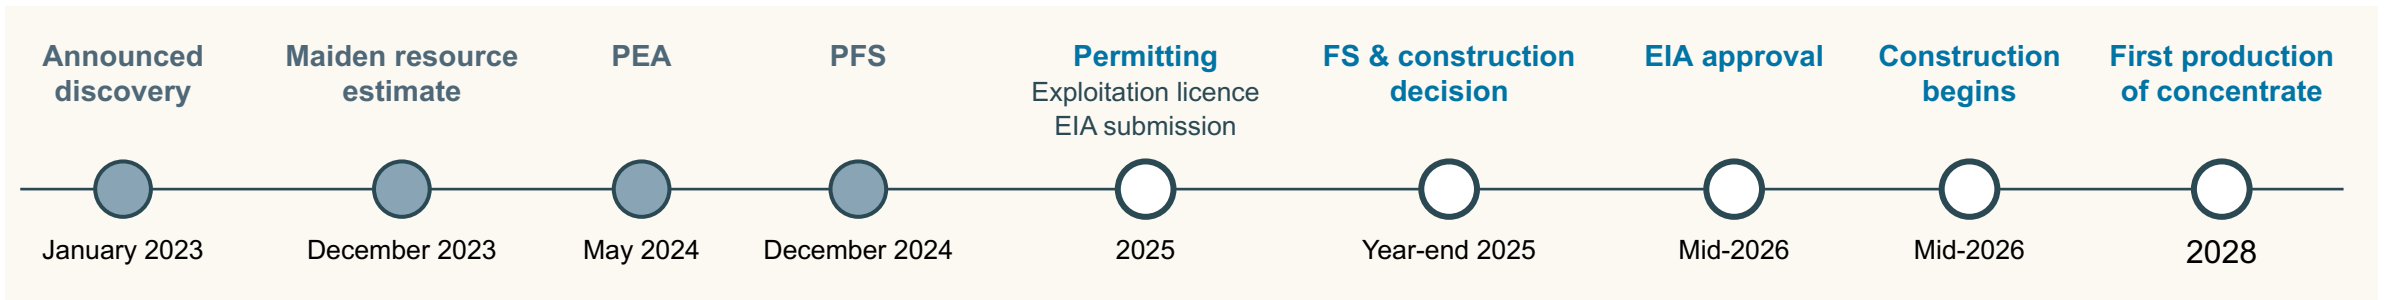 Announced
discovery
January 2023
Maiden resource
estimate
December 2023
PEA
May 2024
PFS
December 2024
Permitting
Exploitation licence
EIA submission
2025
FS & construction
decision
Year-end 2025
EIA approval
Mid-2026
Construction
begins
Mid-2026
First production
of concentrate
2028